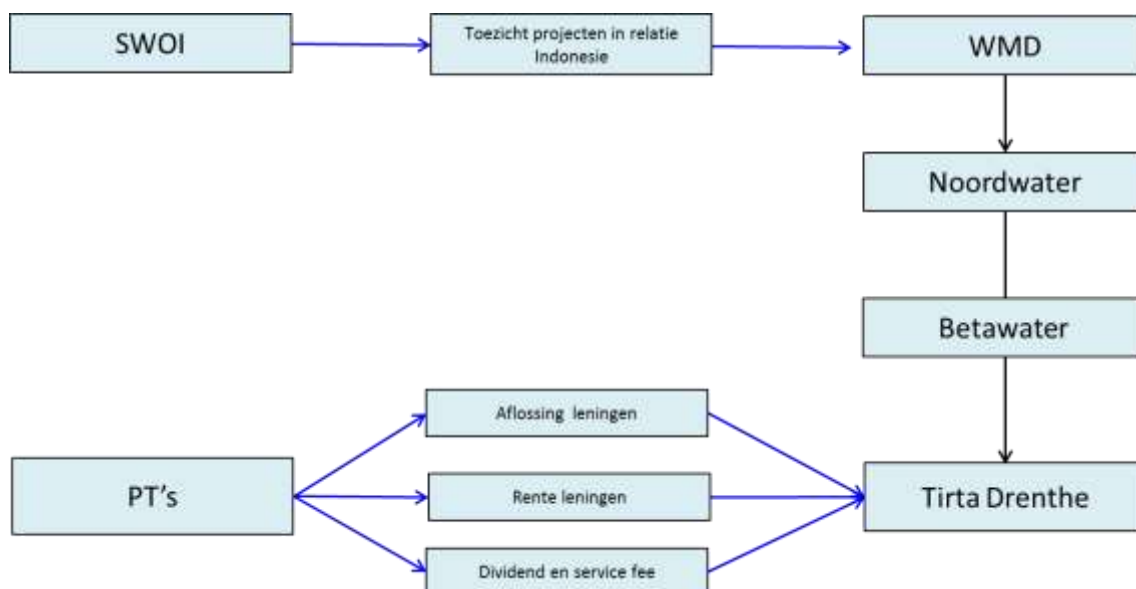 SWOI
Toezicht projecten in relatie
Indonesie
WMD
Noordwater
Betawater
Aflossing leningen
PT's
Rente leningen
Tirta Drenthe
Dividend en service fee